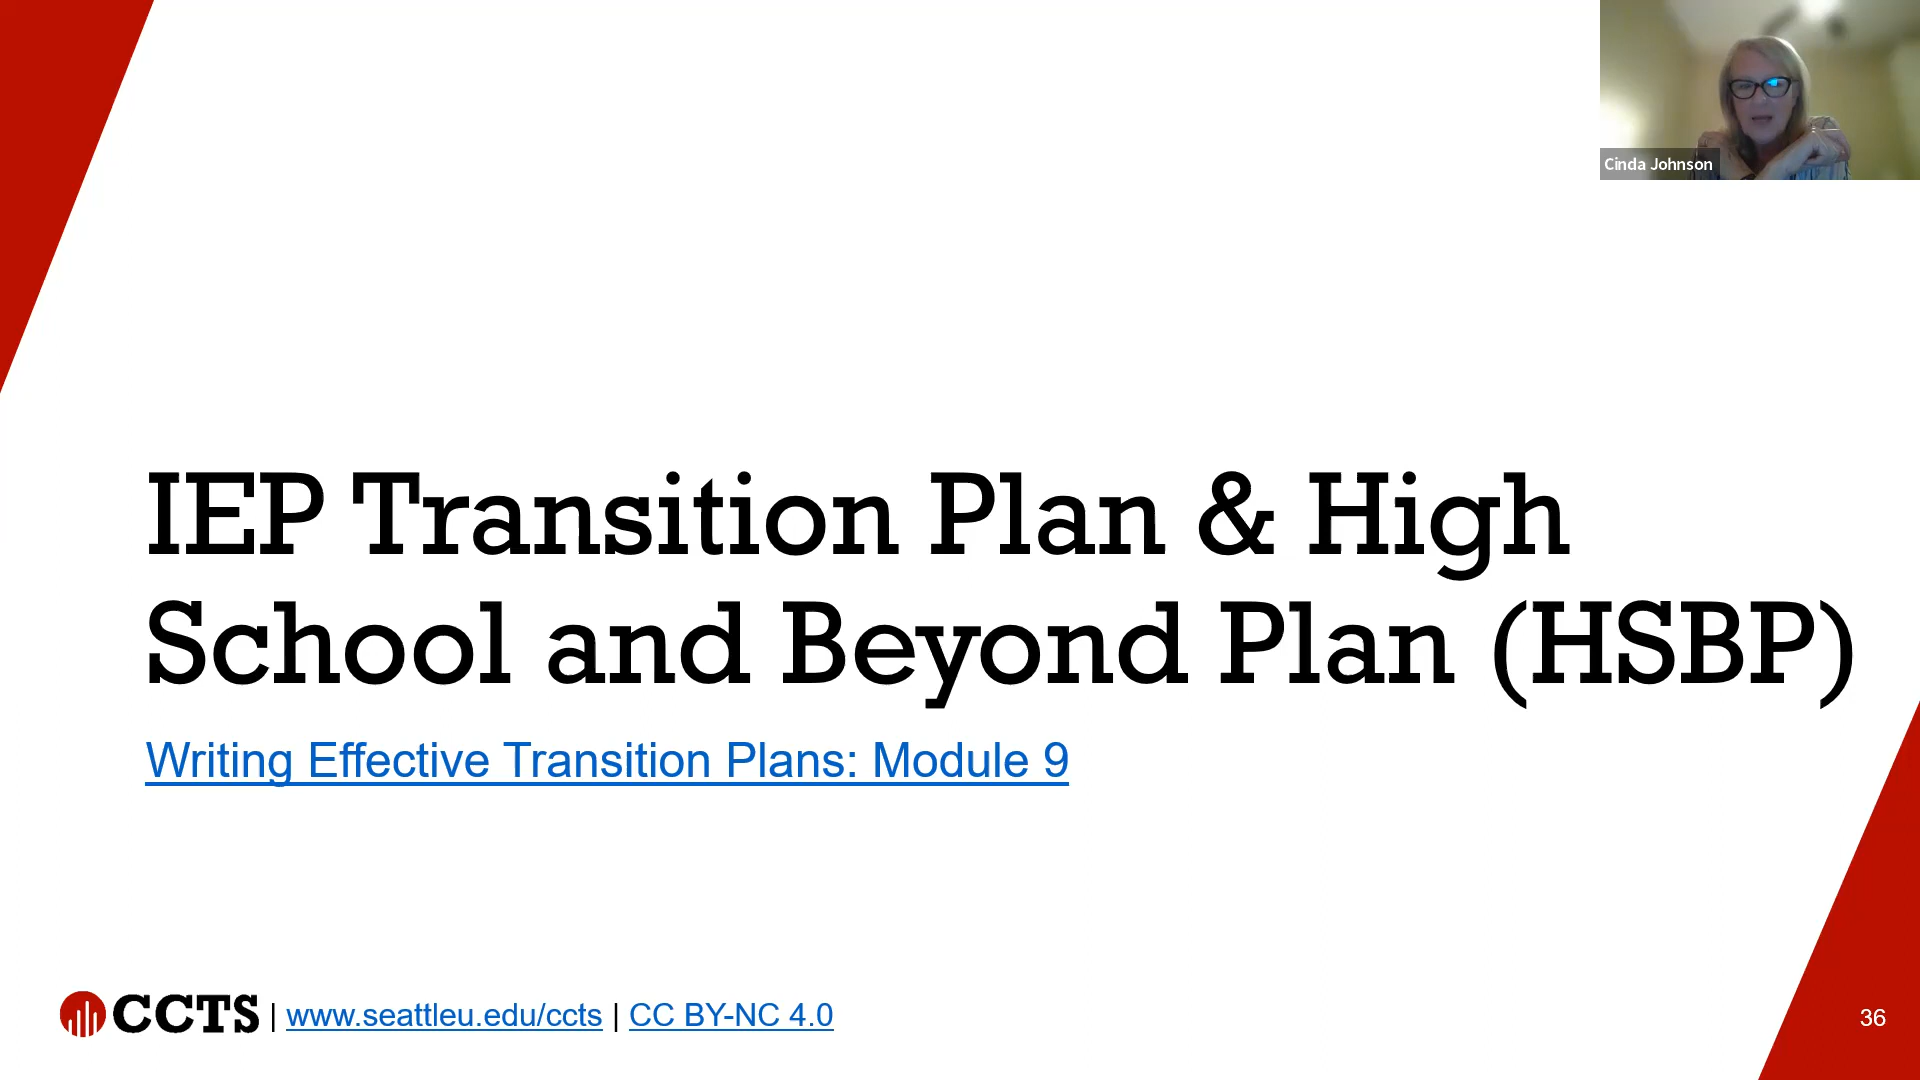 Cinda Johnson
IEP Transition Plan & High
School and Beyond Plan (HSBP)
Writing Effective Transition Plans: Module 9
CCTS | www.seattleu.edu/ccts | CC BY-NC 4.0
36